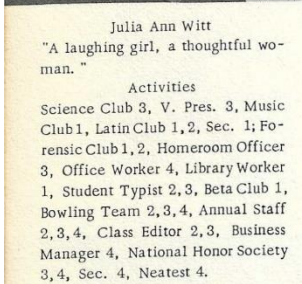 Julia Ann Witt
"A laughing girl, a thoughtful wo-
man. "
Activities
Science Club 3, V. Pres. 3, Music
Club 1, Latin Club 1, 2, Sec. 1; Fo-
rensic Club 1, 2, Homeroom Officer
3, Office Worker 4, Library Worker
1, Student Typist 2, 3, Beta Club 1,
Bowling Team 2, 3, 4, Annual Staff
2, 3, 4, Class Editor 2, 3, Business
Manager 4, National Honor Society
3, 4, Sec. 4, Neatest 4.